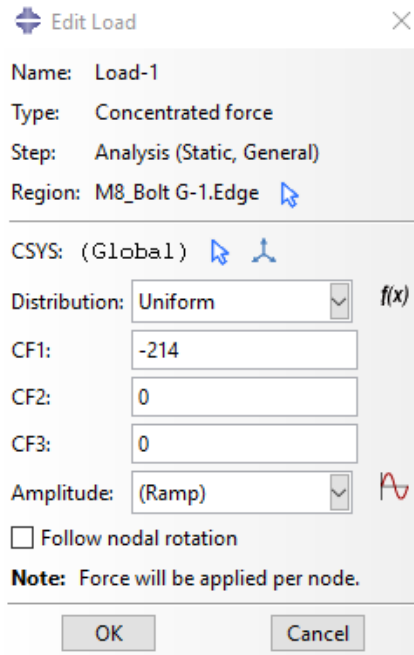 Edit Load
Name: Load-1
Type: Concentrated force
Step: Analysis (Static, General)
Region: M8_Bolt G-1.Edge
CSYS: (Global)
Distribution: Uniform f(x)
CF1: -214
CF2: 0
CF3: 0
Amplitude: (Ramp)
Follow nodal rotation
Note: Force will be applied per node.
OK Cancel